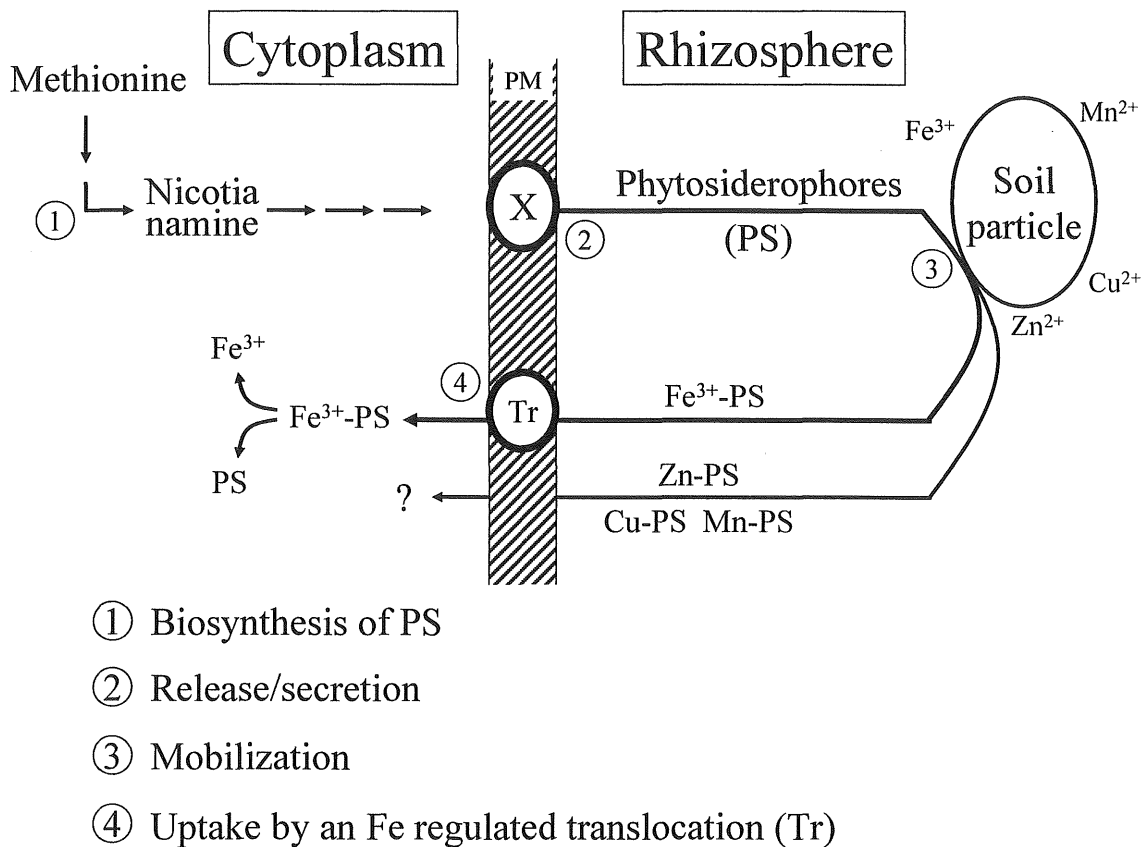 Cytoplasm
Rhizosphere
Methionine
PM
Fe³⁺
Mn²⁺
Soil
particle
① Nicotia
namine
X
Phytosiderophores
(PS)
②
③
Cu²⁺
Zn²⁺
Fe³⁺
④
Fe³⁺-PS
Tr
Fe³⁺-PS
PS
Zn-PS
?
Cu-PS Mn-PS
① Biosynthesis of PS
② Release/secretion
③ Mobilization
④ Uptake by an Fe regulated translocation (Tr)